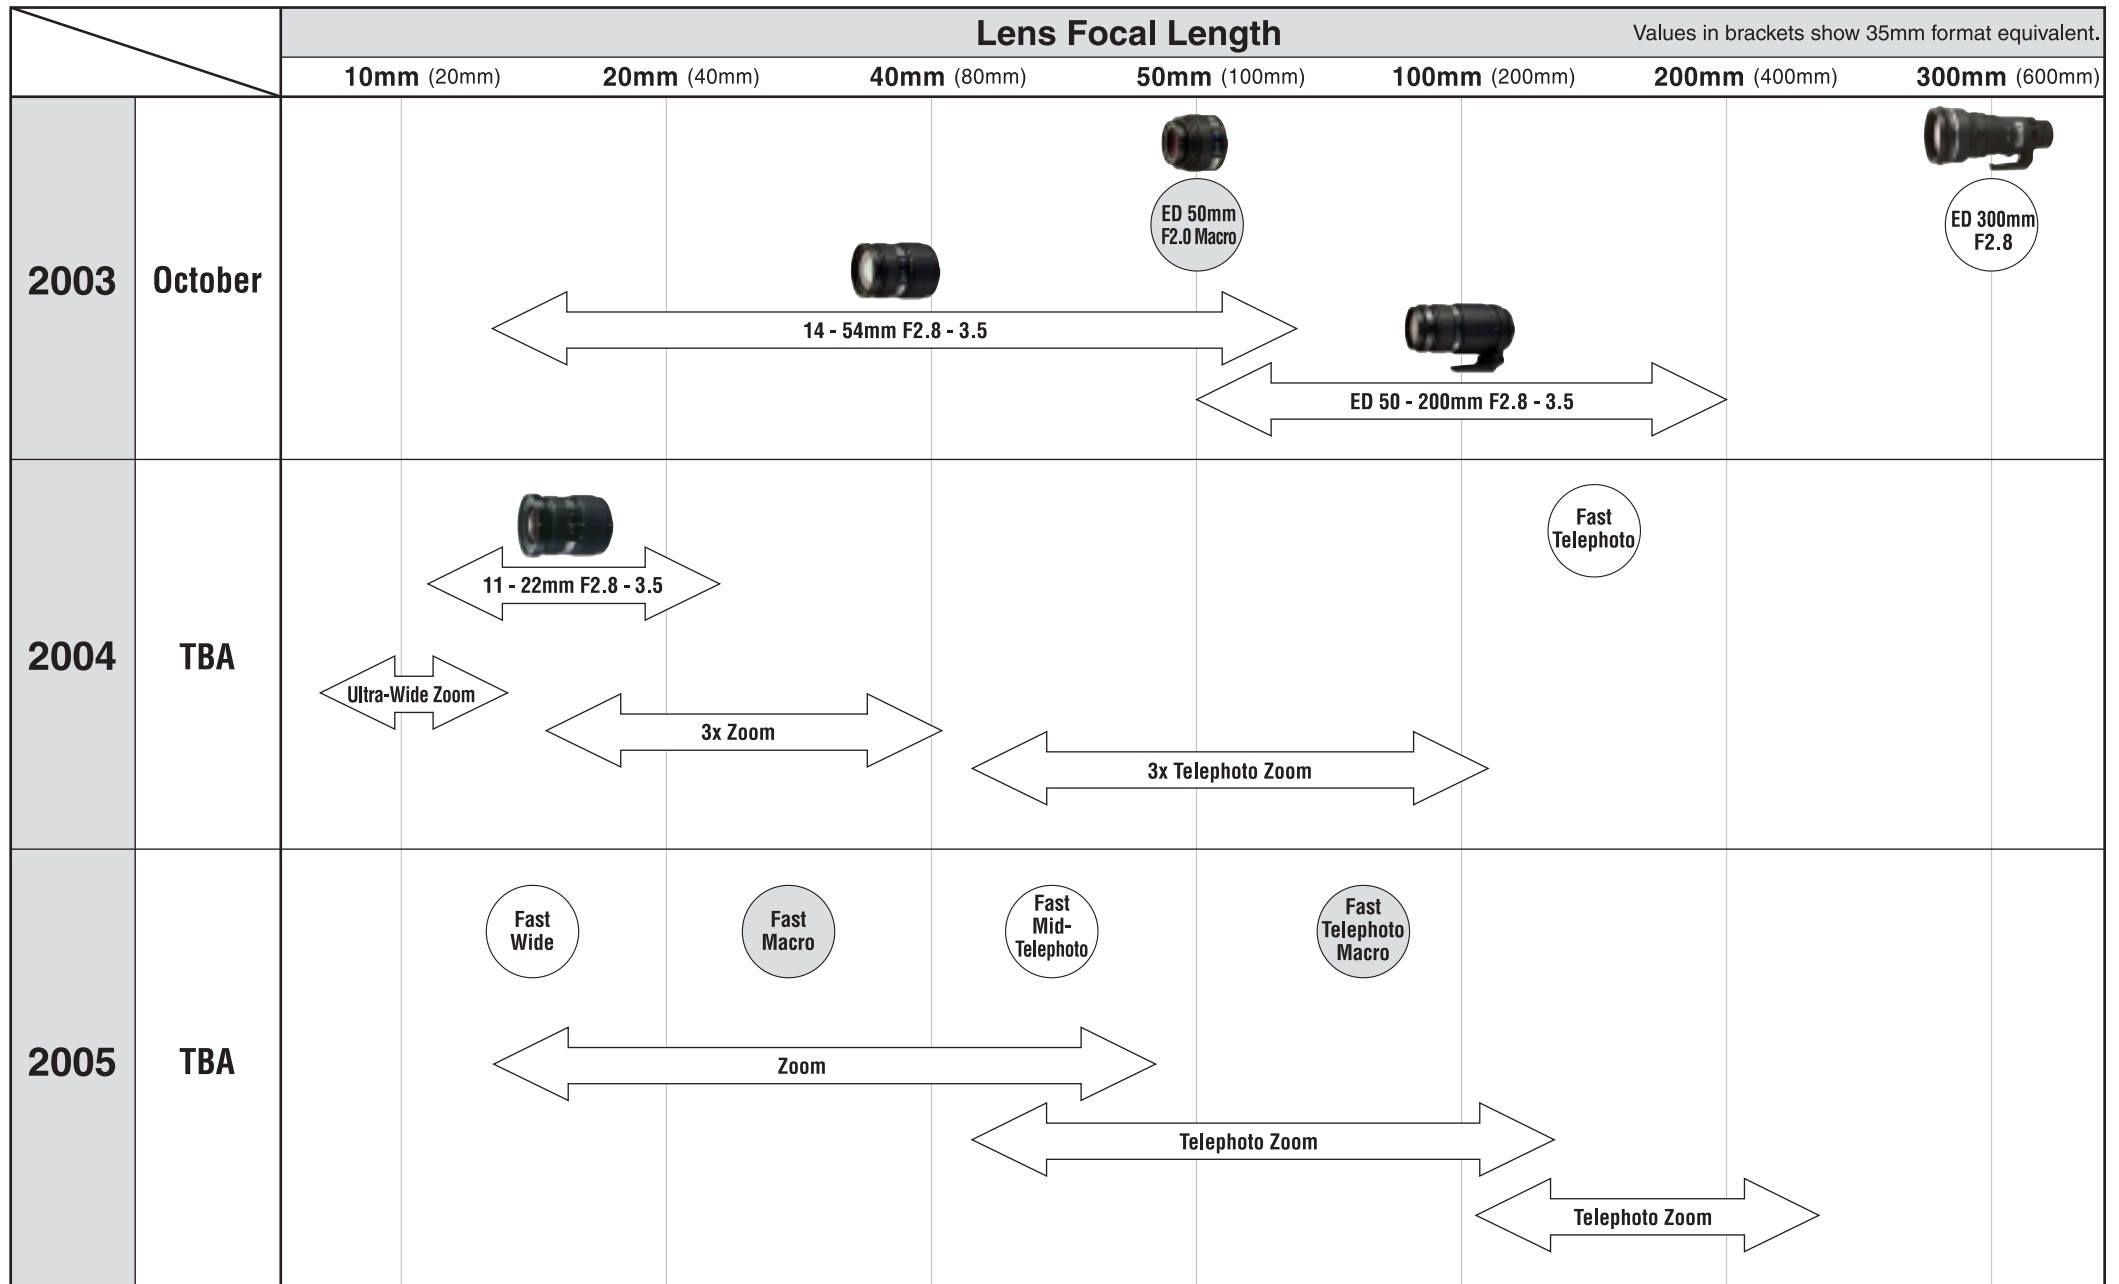 Lens Focal Length
Values in brackets show 35mm format equivalent.
10mm (20mm) 20mm (40mm) 40mm (80mm) 50mm (100mm) 100mm (200mm) 200mm (400mm) 300mm (600mm)
2003
October
ED 50mm
F2.0 Macro
ED 300mm
F2.8
14 - 54mm F2.8 - 3.5
ED 50 - 200mm F2.8 - 3.5
2004
TBA
Fast
Telephoto
11 - 22mm F2.8 - 3.5
Ultra-Wide Zoom
3x Zoom
3x Telephoto Zoom
2005
TBA
Fast
Wide
Fast
Macro
Fast
Mid-
Telephoto
Fast
Telephoto
Macro
Zoom
Telephoto Zoom
Telephoto Zoom